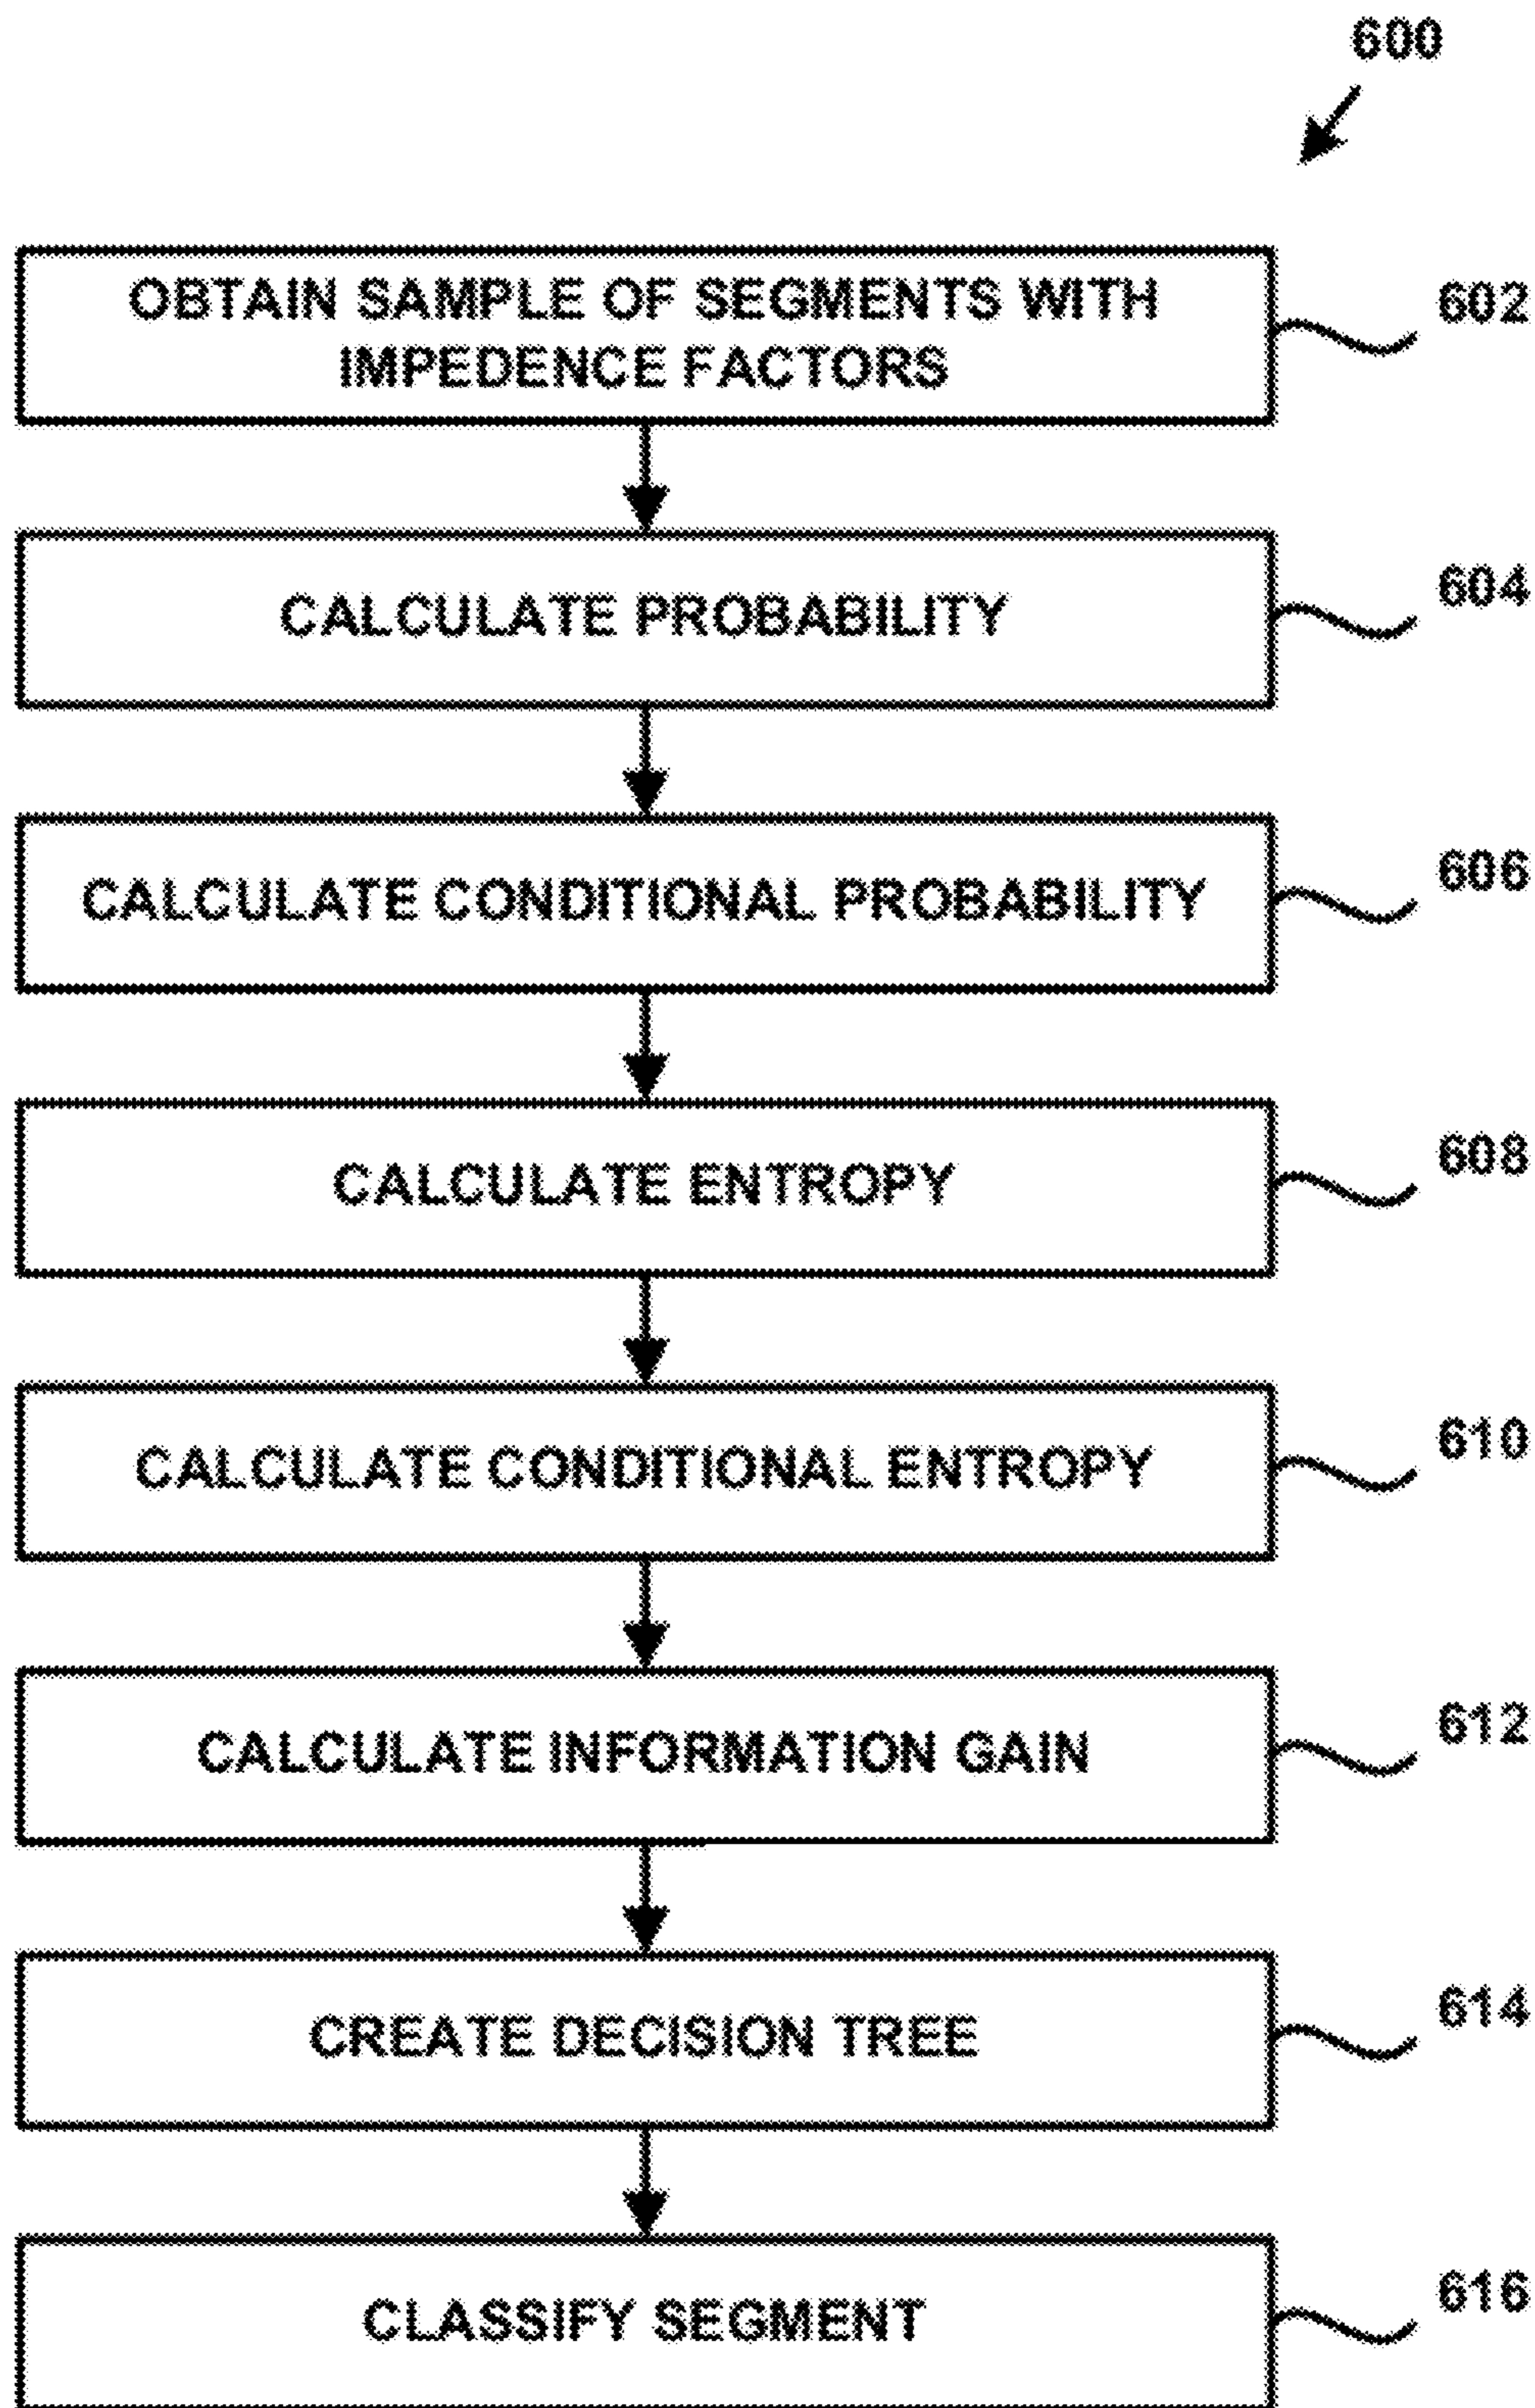 600
OBTAIN SAMPLE OF SEGMENTS WITH
IMPEDENCE FACTORS
602
CALCULATE PROBABILITY
604
CALCULATE CONDITIONAL PROBABILITY
606
CALCULATE ENTROPY
608
CALCULATE CONDITIONAL ENTROPY
610
CALCULATE INFORMATION GAIN
612
CREATE DECISION TREE
614
CLASSIFY SEGMENT
616